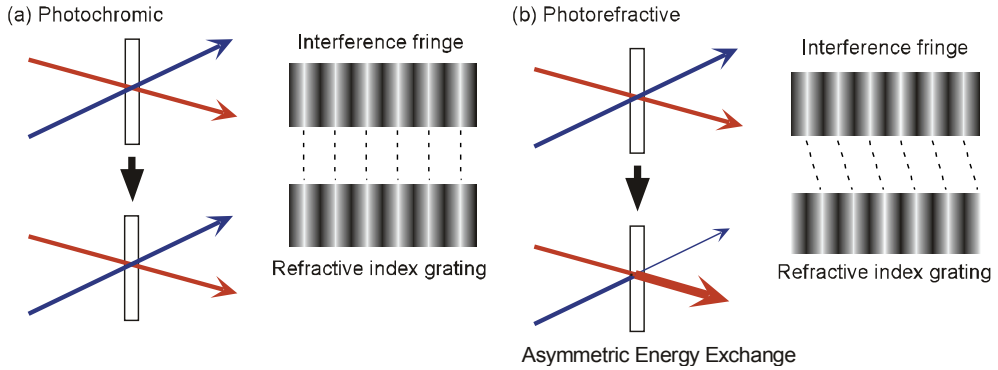 (a) Photochromic
Interference fringe
Refractive index grating
(b) Photorefractive
Interference fringe
Refractive index grating
Asymmetric Energy Exchange